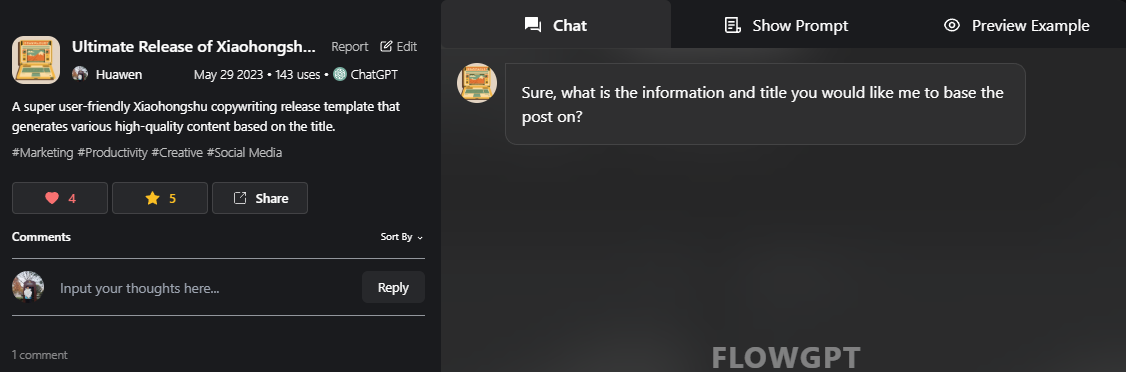 Ultimate Release of Xiaohongsh...
Report
Edit
Huawen
May 29 2023 • 143 uses • ChatGPT
A super user-friendly Xiaohongshu copywriting release template that
generates various high-quality content based on the title.
#Marketing #Productivity #Creative #Social Media
4
5
Share
Comments
Sort By
Input your thoughts here...
Reply
1 comment
Chat
Show Prompt
Preview Example
Sure, what is the information and title you would like me to base the
post on?
FLOWGPT